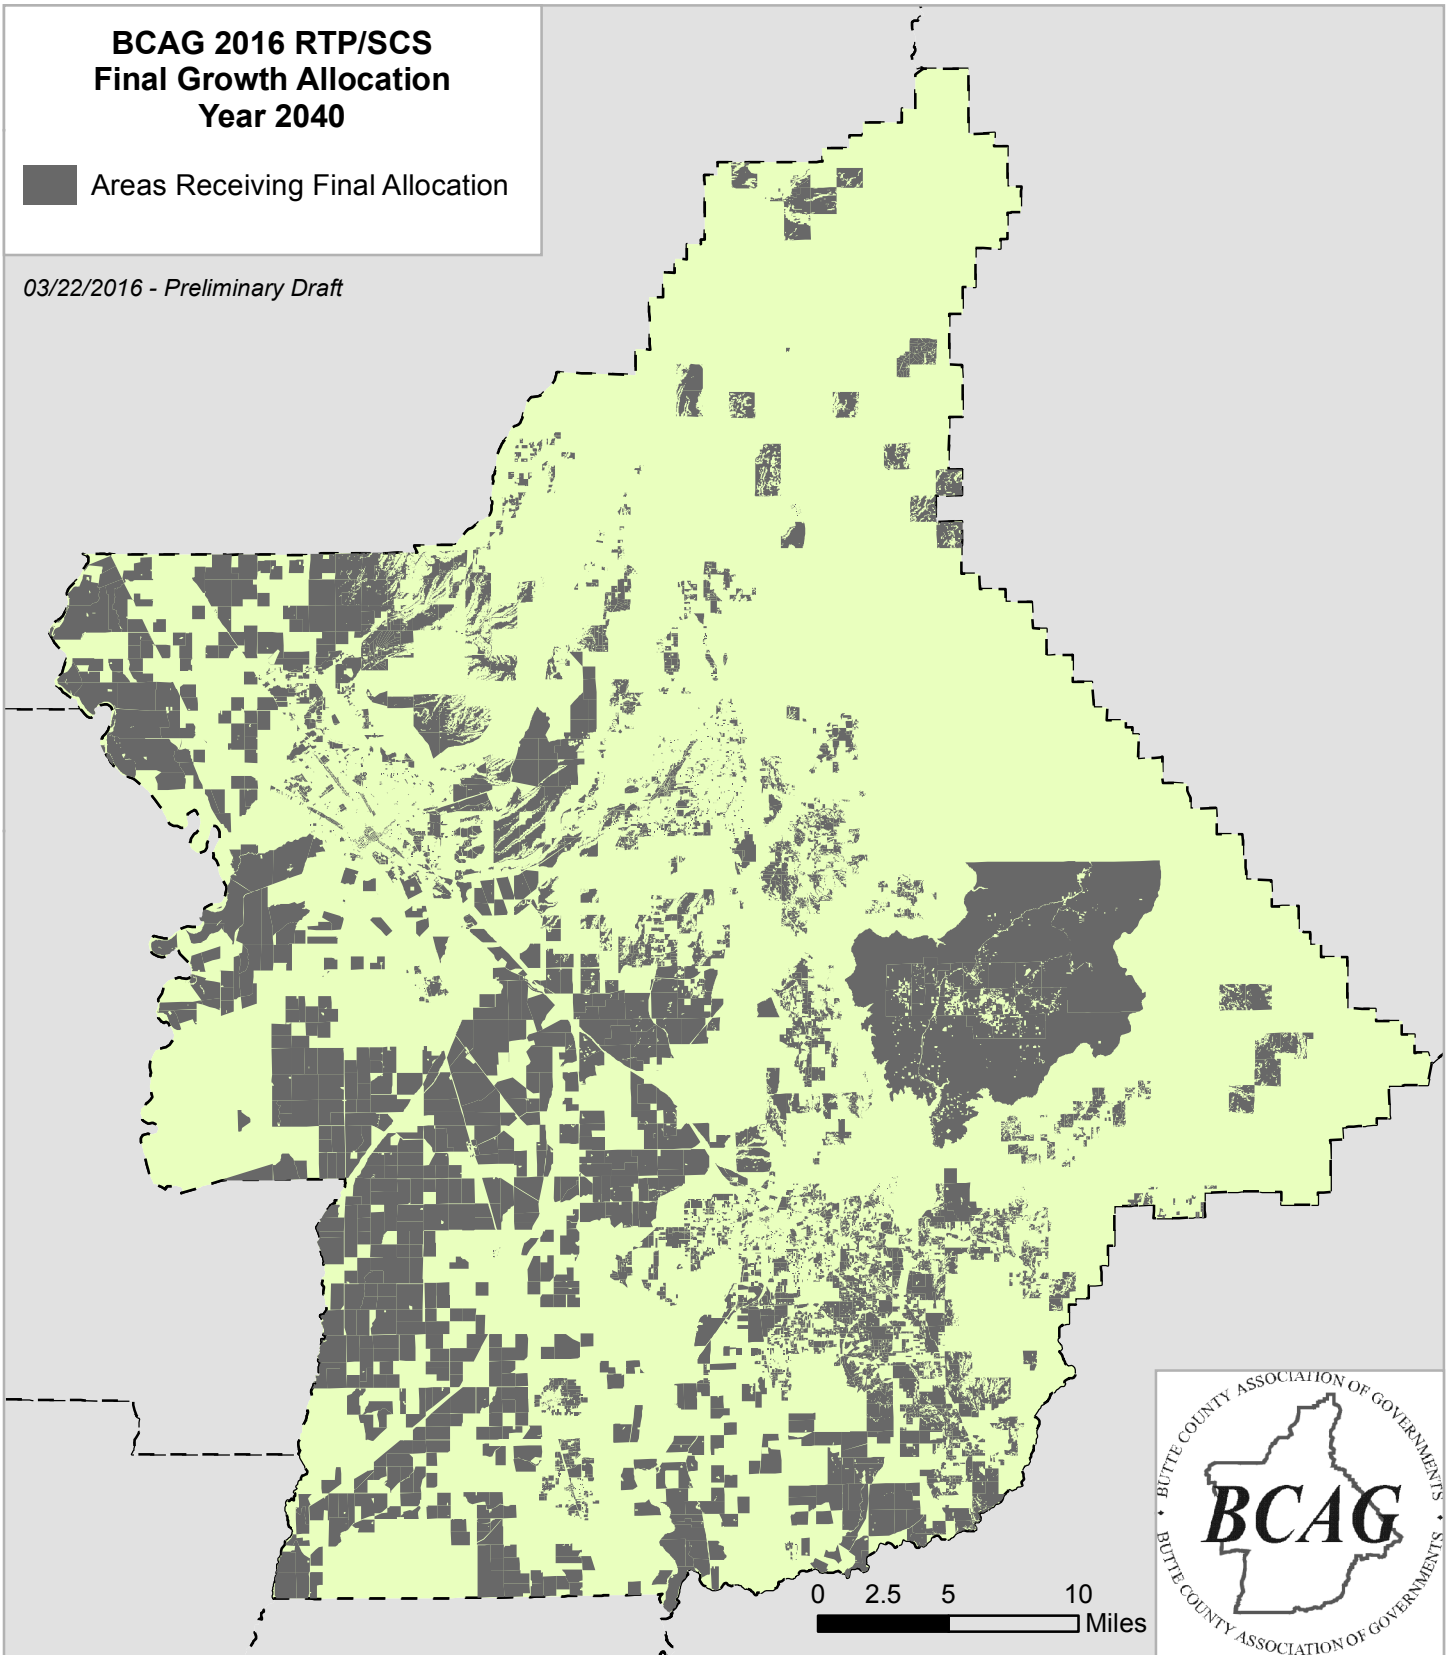 BCAG 2016 RTP/SCS
Final Growth Allocation
Year 2040
Areas Receiving Final Allocation
03/22/2016 - Preliminary Draft
0 2.5 5 10
Miles
BUTTE COUNTY ASSOCIATION OF GOVERNMENTS
BCAG
BUTTE COUNTY ASSOCIATION OF GOVERNMENTS